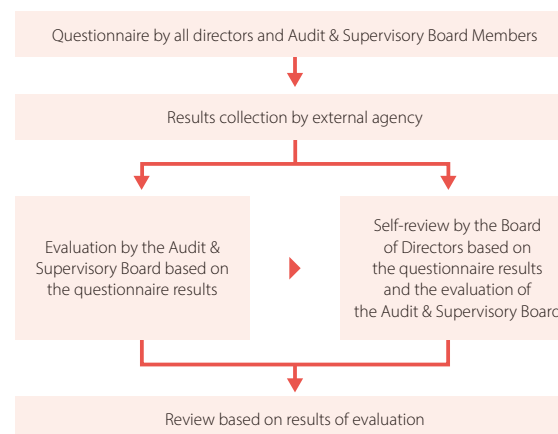 Questionnaire by all directors and Audit & Supervisory Board Members
Results collection by external agency
Evaluation by the Audit &
Supervisory Board based on
the questionnaire results
Self-review by the Board
of Directors based on
the questionnaire results
and the evaluation of
the Audit & Supervisory Board
Review based on results of evaluation